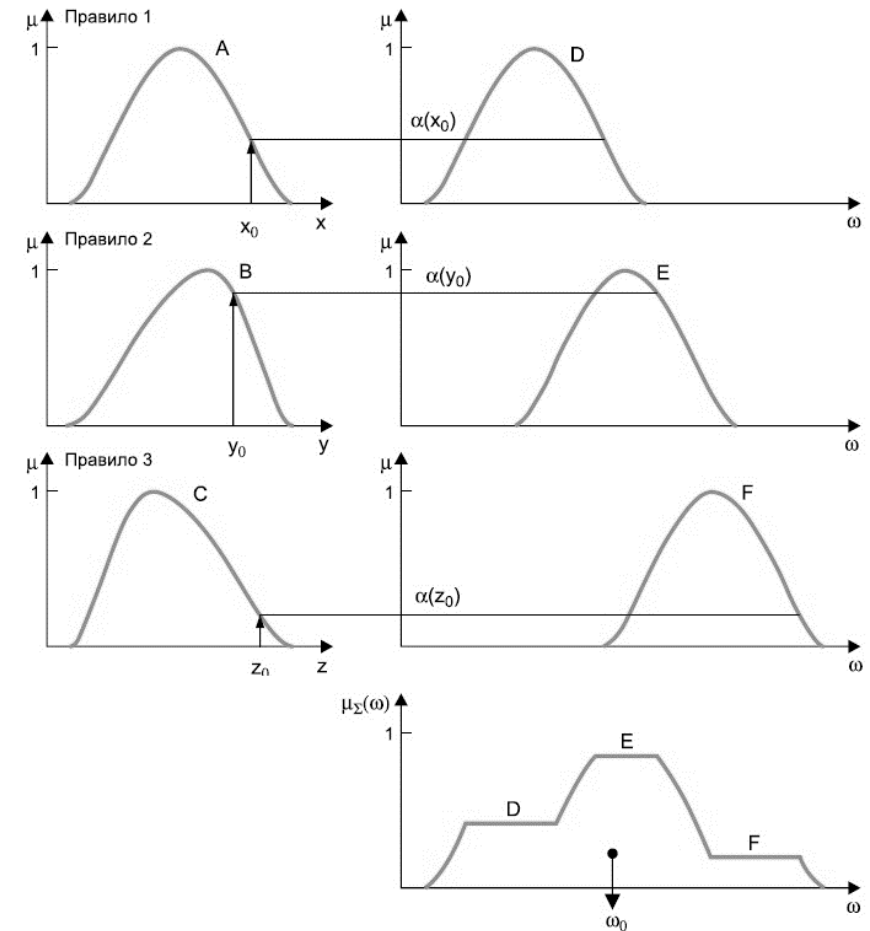 μ Правило 1
1
A
x₀
x
μ
1
D
α(x₀)
ω
μ Правило 2
1
B
y₀
y
μ
1
α(y₀)
E
ω
μ Правило 3
1
C
z₀
z
μ
1
F
α(z₀)
ω
μ_Σ(ω)
1
E
D
F
ω₀
ω